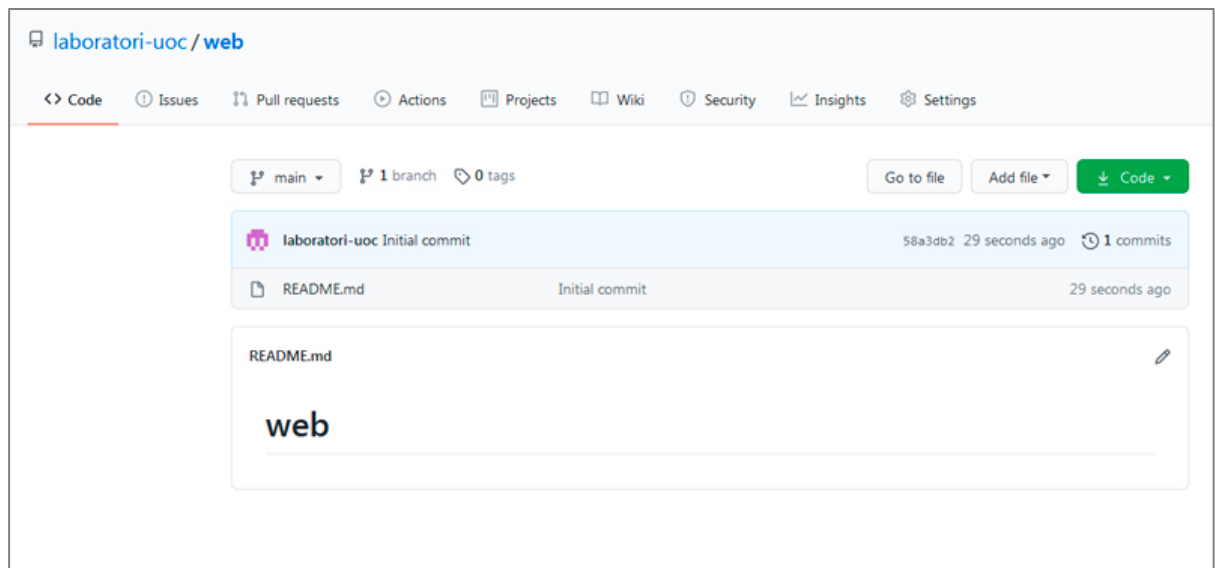 laboratori-uoc / web
<> Code Issues Pull requests Actions Projects Wiki Security Insights Settings
main 1 branch 0 tags Go to file Add file Code
laboratori-uoc Initial commit 58a3db2 29 seconds ago 1 commits
README.md Initial commit 29 seconds ago
README.md
web